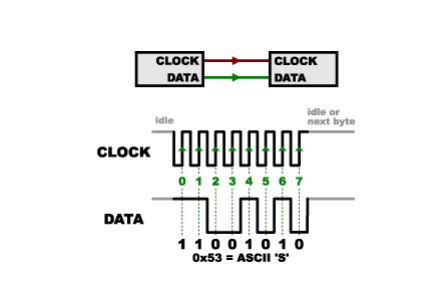 CLOCK CLOCK
DATA DATA
idle
idle or
next byte
CLOCK
0 1 2 3 4 5 6 7
DATA
1 1 0 0 1 0 1 0
0x53 = ASCII 'S'